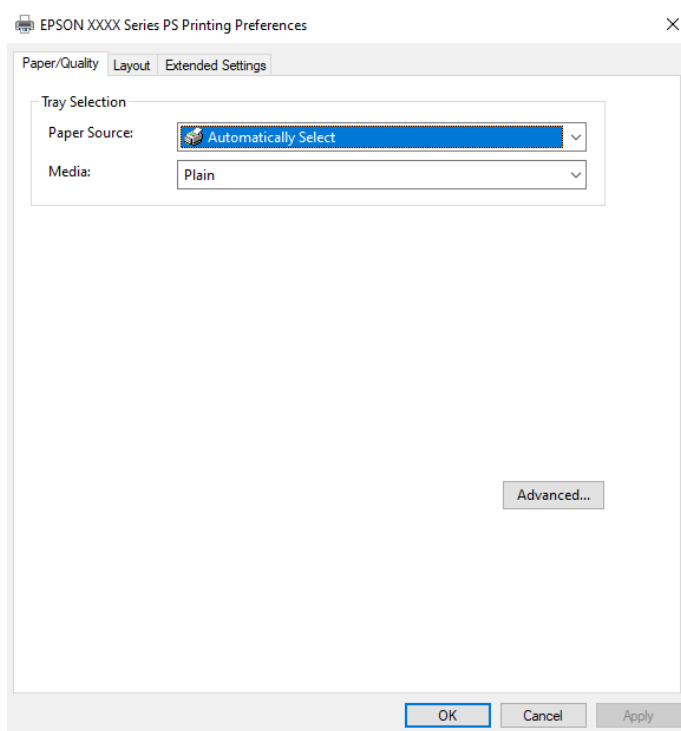 EPSON XXXX Series PS Printing Preferences
Paper/Quality Layout Extended Settings
Tray Selection
Paper Source: Automatically Select
Media: Plain
Advanced...
OK Cancel Apply